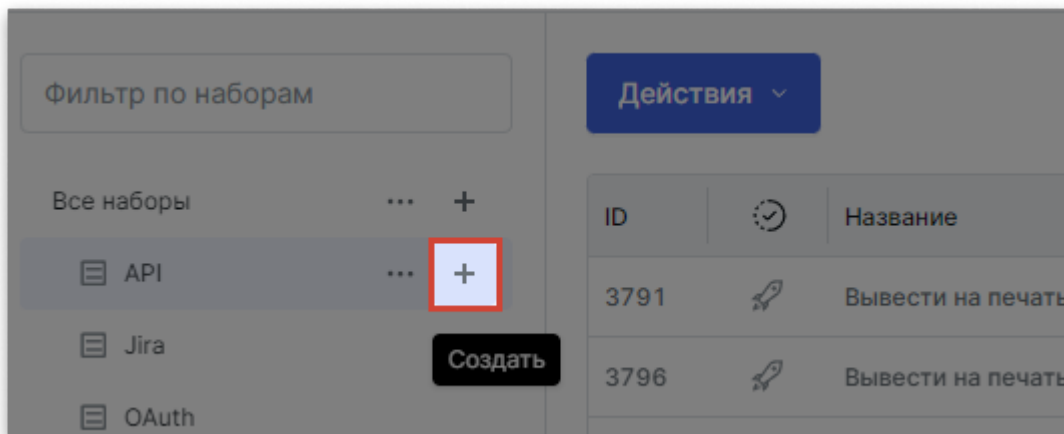 Фильтр по наборам
Действия
Все наборы
API
Jira
OAuth
Создать
ID Название
3791 Вывести на печать
3796 Вывести на печать